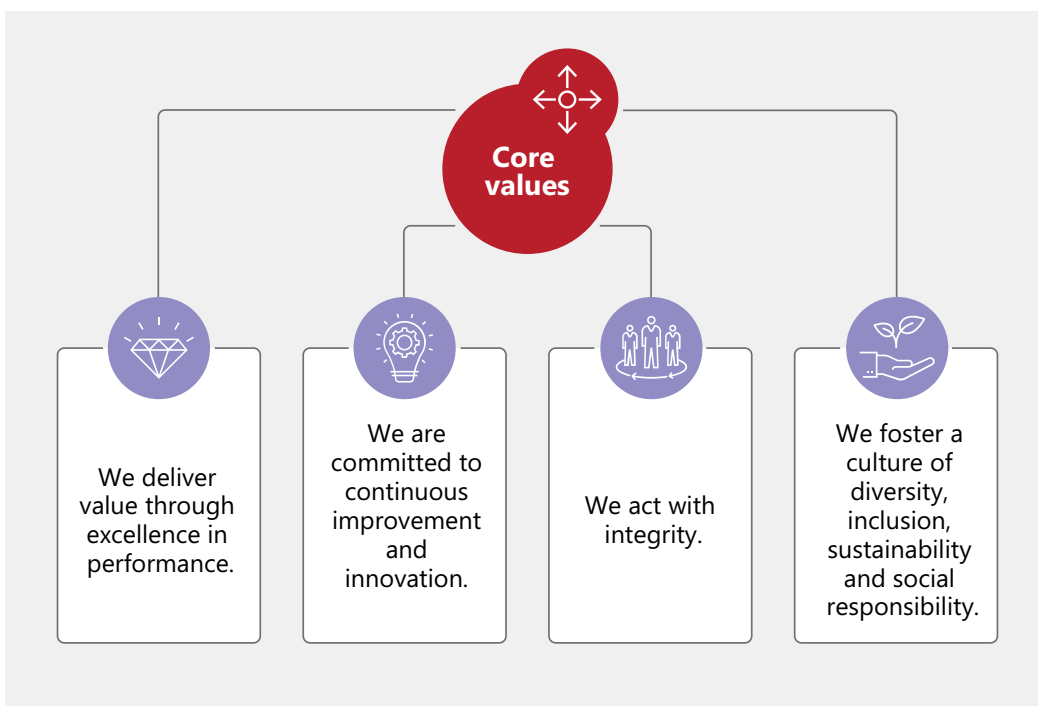 Core
values
We deliver
value through
excellence in
performance.
We are
committed to
continuous
improvement
and
innovation.
We act with
integrity.
We foster a
culture of
diversity,
inclusion,
sustainability
and social
responsibility.